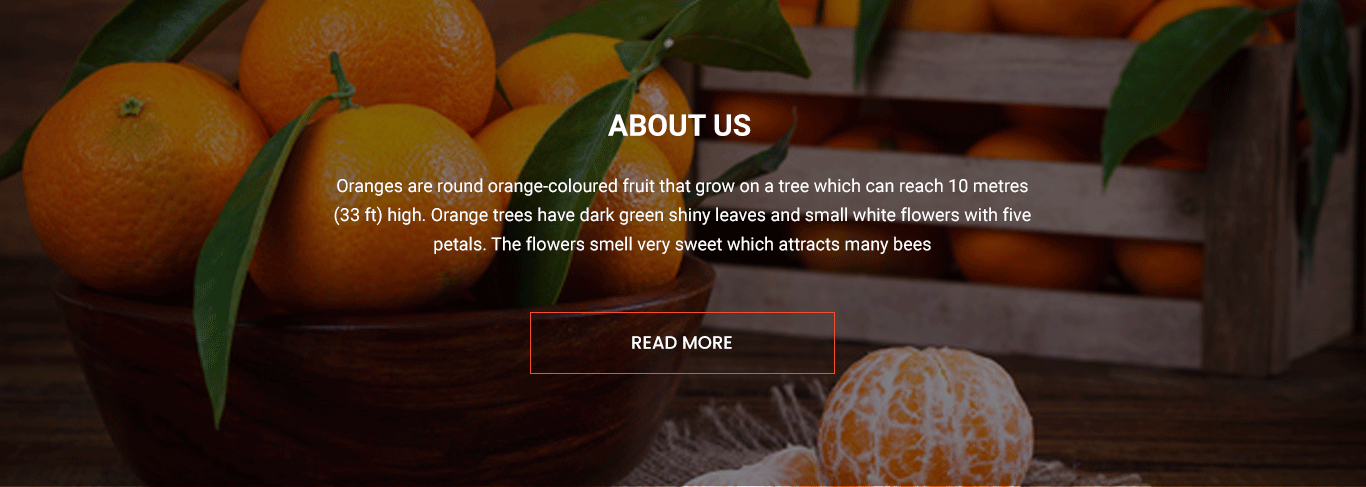 ABOUT US
Oranges are round orange-coloured fruit that grow on a tree which can reach 10 metres
(33 ft) high. Orange trees have dark green shiny leaves and small white flowers with five
petals. The flowers smell very sweet which attracts many bees
READ MORE